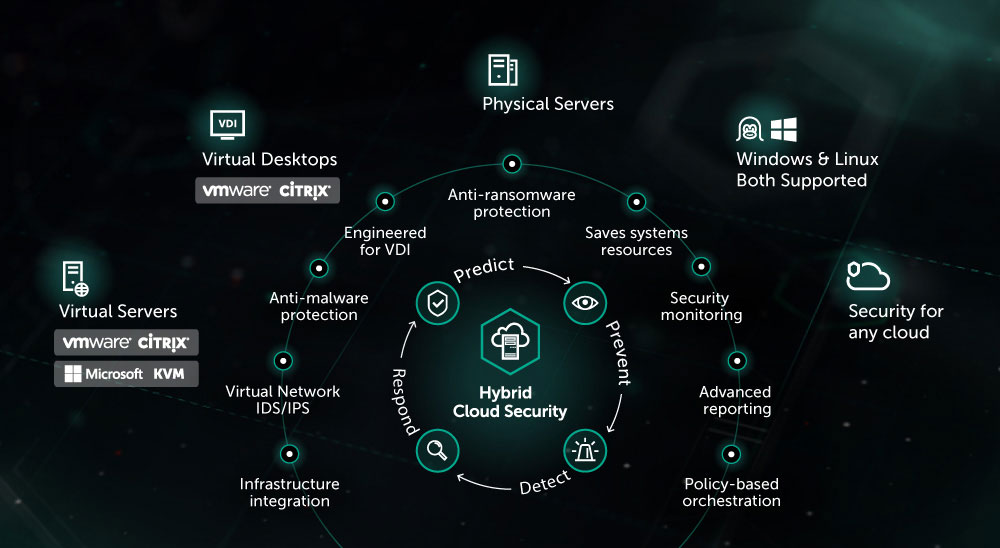 Physical Servers
VDI
Virtual Desktops
vmware® CITRIX®
Windows & Linux
Both Supported
Anti-ransomware
protection
Engineered
for VDI
Saves systems
resources
Virtual Servers
vmware® CITRIX®
Microsoft KVM
Anti-malware
protection
Security
monitoring
Security for
any cloud
Virtual Network
IDS/IPS
Advanced
reporting
Infrastructure
integration
Policy-based
orchestration
Predict
Prevent
Detect
Respond
Hybrid
Cloud Security